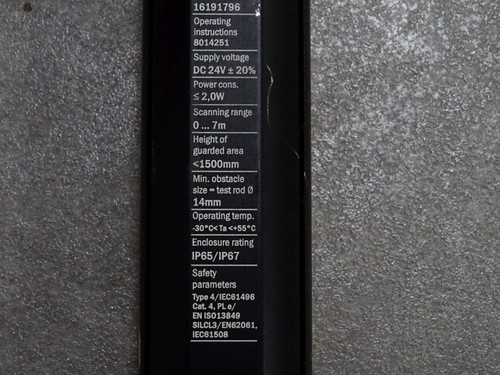 16191796
Operating
instructions
8014251
Supply voltage
DC 24V ± 20%
Power cons.
≤ 2,0W
Scanning range
0 ... 7m
Height of
guarded area
<1500mm
Min. obstacle
size = test rod Ø
14mm
Operating temp.
-30°C< Ta <+55°C
Enclosure rating
IP65/IP67
Safety
parameters
Type 4/IEC61496
Cat. 4, PL e/
EN ISO13849
SILCL3/EN62061,
IEC61508